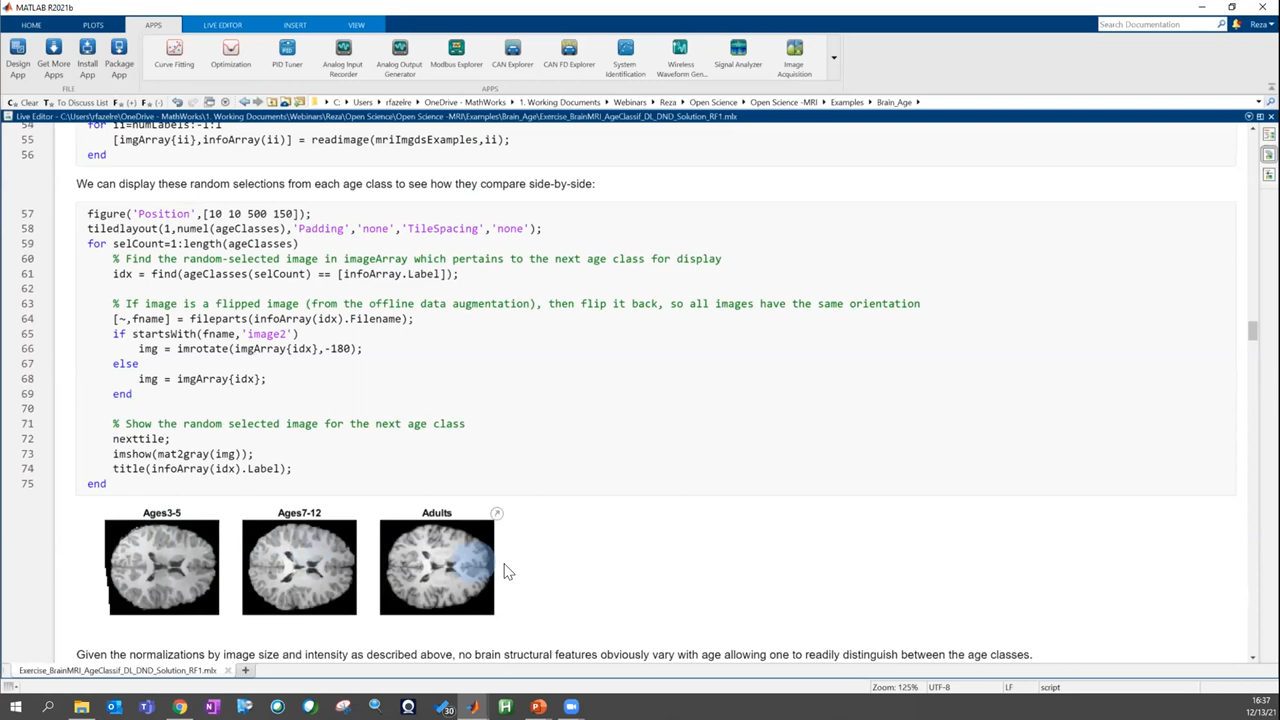 MATLAB R2021b
HOME PLOTS APPS LIVE EDITOR INSERT VIEW Search Documentation Reza
Design App Get More Apps Install App Package App Curve Fitting Optimization PID Tuner Analog Input Recorder Analog Output Generator Modbus Explorer CAN Explorer CAN FD Explorer System Identification Wireless Waveform Gen... Signal Analyzer Image Acquisition
FILE APPS
Clear To Discuss List F (+) F (-) C: Users rfazelre OneDrive - MathWorks 1. Working Documents Webinars Reza Open Science Open Science -MRI Examples Brain_Age
Live Editor - C:\Users\rfazelre\OneDrive - MathWorks\1. Working Documents\Webinars\Reza\Open Science\Open Science -MRI\Examples\Brain_Age\Exercise_BrainMRI_AgeClassif_DL_DND_Solution_RF1.mlx
54 for ii=numLabels:-1:1
55 [imgArray{ii},infoArray(ii)] = readimage(mriImgdsExamples,ii);
56 end
We can display these random selections from each age class to see how they compare side-by-side:
57 figure('Position',[10 10 500 150]);
58 tiledlayout(1,numel(ageClasses),'Padding','none','TileSpacing','none');
59 for selCount=1:length(ageClasses)
60 % Find the random-selected image in imageArray which pertains to the next age class for display
61 idx = find(ageClasses(selCount) == [infoArray.Label]);
62
63 % If image is a flipped image (from the offline data augmentation), then flip it back, so all images have the same orientation
64 [~,fname] = fileparts(infoArray(idx).Filename);
65 if startsWith(fname,'image2')
66 img = imrotate(imgArray{idx},-180);
67 else
68 img = imgArray{idx};
69 end
70
71 % Show the random selected image for the next age class
72 nexttile;
73 imshow(mat2gray(img));
74 title(infoArray(idx).Label);
75 end
Ages3-5 Ages7-12 Adults
Given the normalizations by image size and intensity as described above, no brain structural features obviously vary with age allowing one to readily distinguish between the age classes.
Exercise_BrainMRI_AgeClassif_DL_DND_Solution_RF1.mlx
Zoom: 125% UTF-8 LF script
30
16:37
12/13/21